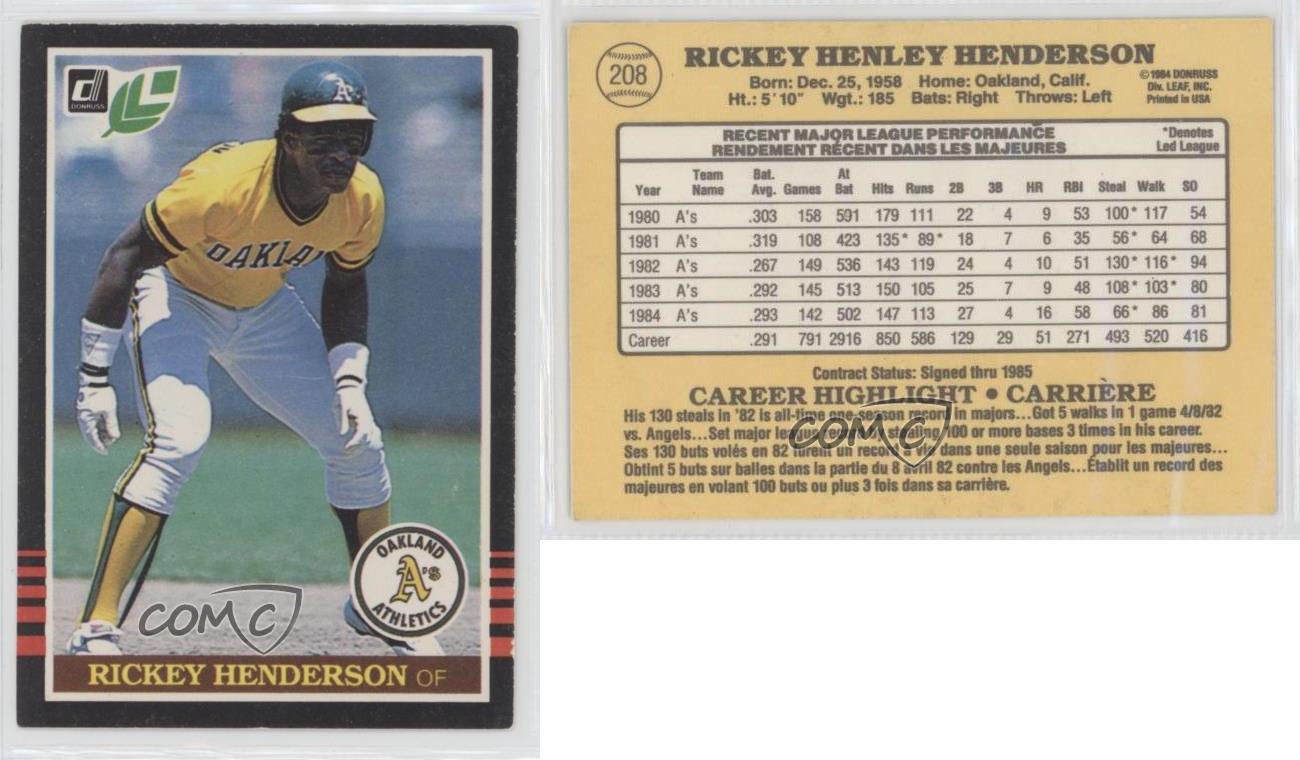 DONRUSS
OAKLAN
OAKLAND
A's
ATHLETICS
COMC
RICKEY HENDERSON OF
208
RICKEY HENLEY HENDERSON
Born: Dec. 25, 1958 Home: Oakland, Calif.
Ht.: 5'10" Wgt.: 185 Bats: Right Throws: Left
©1984 DONRUSS
Div. LEAF, INC.
Printed in USA
RECENT MAJOR LEAGUE PERFORMANCE
RENDEMENT RÉCENT DANS LES MAJEURES
*Denotes
Led League
Year Team Name Bat. Avg. Games At Bat Hits Runs 2B 3B HR RBI Steal Walk SO
1980 A's .303 158 591 179 111 22 4 9 53 100* 117 54
1981 A's .319 108 423 135* 89* 18 7 6 35 56* 64 68
1982 A's .267 149 536 143 119 24 4 10 51 130* 116* 94
1983 A's .292 145 513 150 105 25 7 9 48 108* 103* 80
1984 A's .293 142 502 147 113 27 4 16 58 66* 86 81
Career .291 791 2916 850 586 129 29 51 271 493 520 416
Contract Status: Signed thru 1985
CAREER HIGHLIGHT • CARRIÈRE
His 130 steals in '82 is all-time one-season record in majors...Got 5 walks in 1 game 4/8/82
vs. Angels...Set major league record by stealing 100 or more bases 3 times in his career.
Ses 130 buts volés en 82 furent un record à vie dans une seule saison pour les majeures...
Obtint 5 buts sur balles dans la partie du 8 avril 82 contre les Angels...Établit un record des
majeures en volant 100 buts ou plus 3 fois dans sa carrière.
COMC